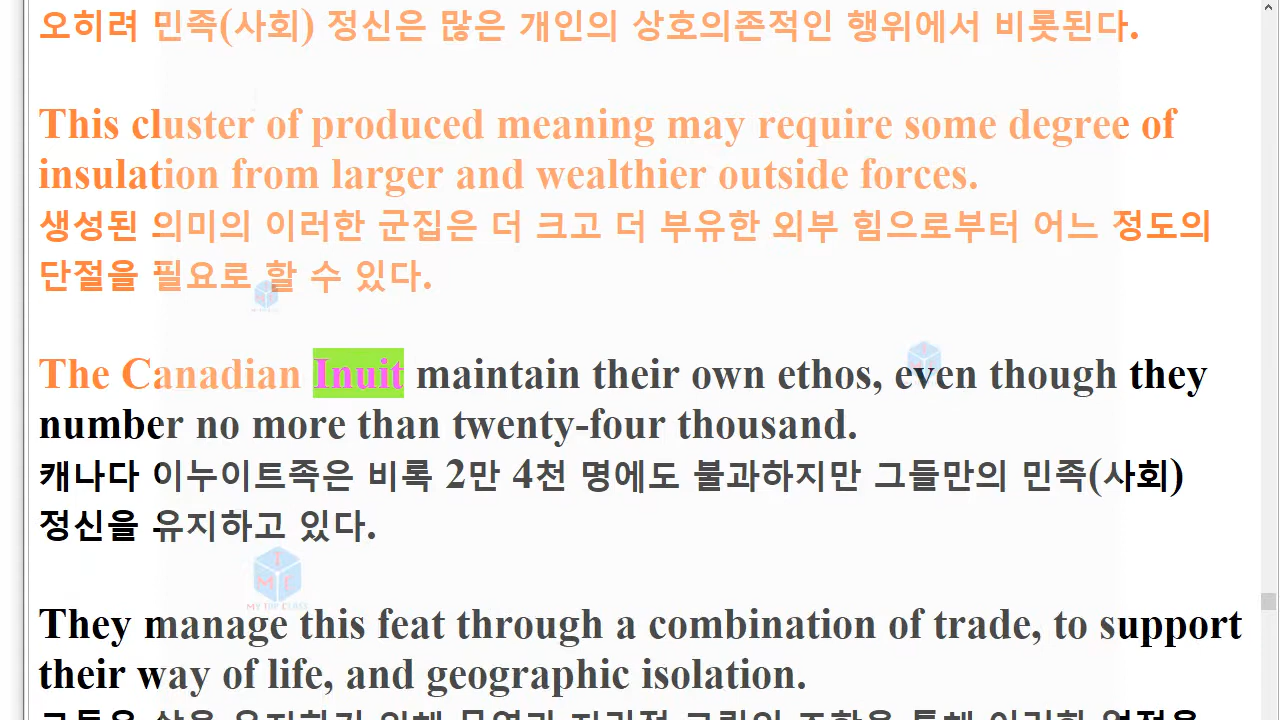 오히려 민족(사회) 정신은 많은 개인의 상호의존적인 행위에서 비롯된다.
This cluster of produced meaning may require some degree of
insulation from larger and wealthier outside forces.
생성된 의미의 이러한 군집은 더 크고 더 부유한 외부 힘으로부터 어느 정도의
단절을 필요로 할 수 있다.
The Canadian Inuit maintain their own ethos, even though they
number no more than twenty-four thousand.
캐나다 이누이트족은 비록 2만 4천 명에도 불과하지만 그들만의 민족(사회)
정신을 유지하고 있다.
MY TOP CLASS
They manage this feat through a combination of trade, to support
their way of life, and geographic isolation.